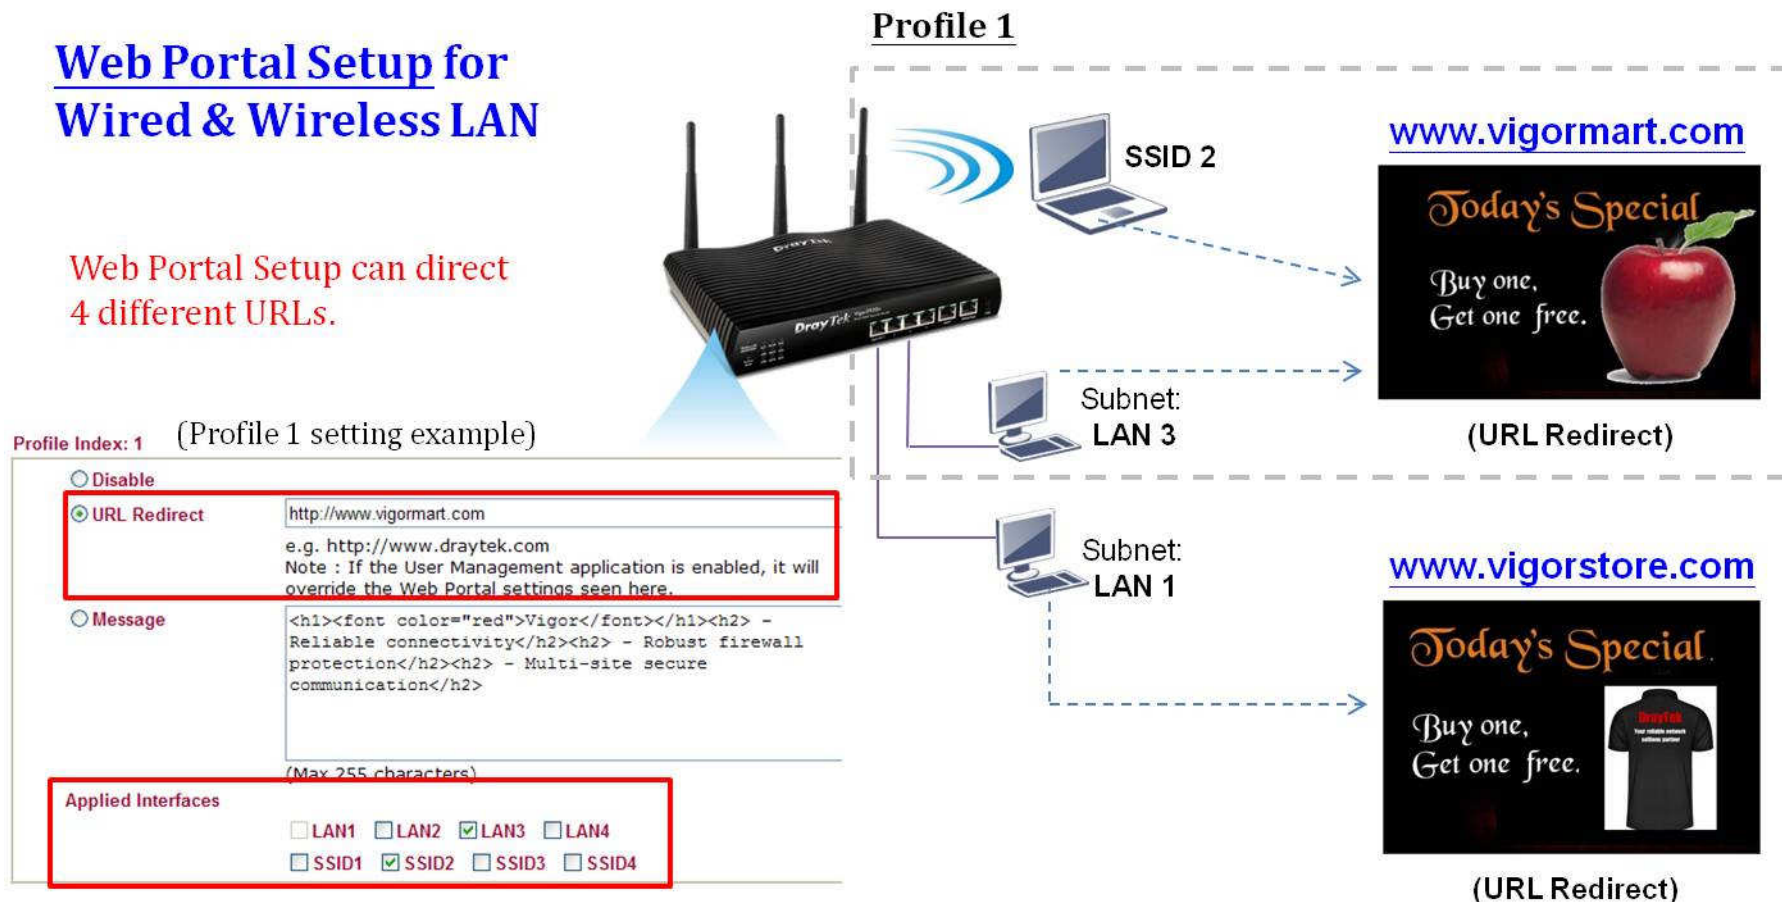 Web Portal Setup for
Wired & Wireless LAN
Web Portal Setup can direct
4 different URLs.
Profile 1
DrayTek
DrayTek
SSID 2
www.vigormart.com
Today's Special
Buy one,
Get one free.
(URL Redirect)
Subnet:
LAN 3
Subnet:
LAN 1
www.vigorstore.com
Today's Special.
Buy one,
Get one free.
DrayTek
Your reliable network
(URL Redirect)
(Profile 1 setting example)
Profile Index: 1
Disable
URL Redirect
http://www.vigormart.com
e.g. http://www.draytek.com
Note : If the User Management application is enabled, it will
override the Web Portal settings seen here.
Message
<h1><font color="red">Vigor</font></h1><h2> -
Reliable connectivity</h2><h2> - Robust firewall
protection</h2><h2> - Multi-site secure
communication</h2>
(Max 255 characters)
Applied Interfaces
LAN1 LAN2 LAN3 LAN4
SSID1 SSID2 SSID3 SSID4